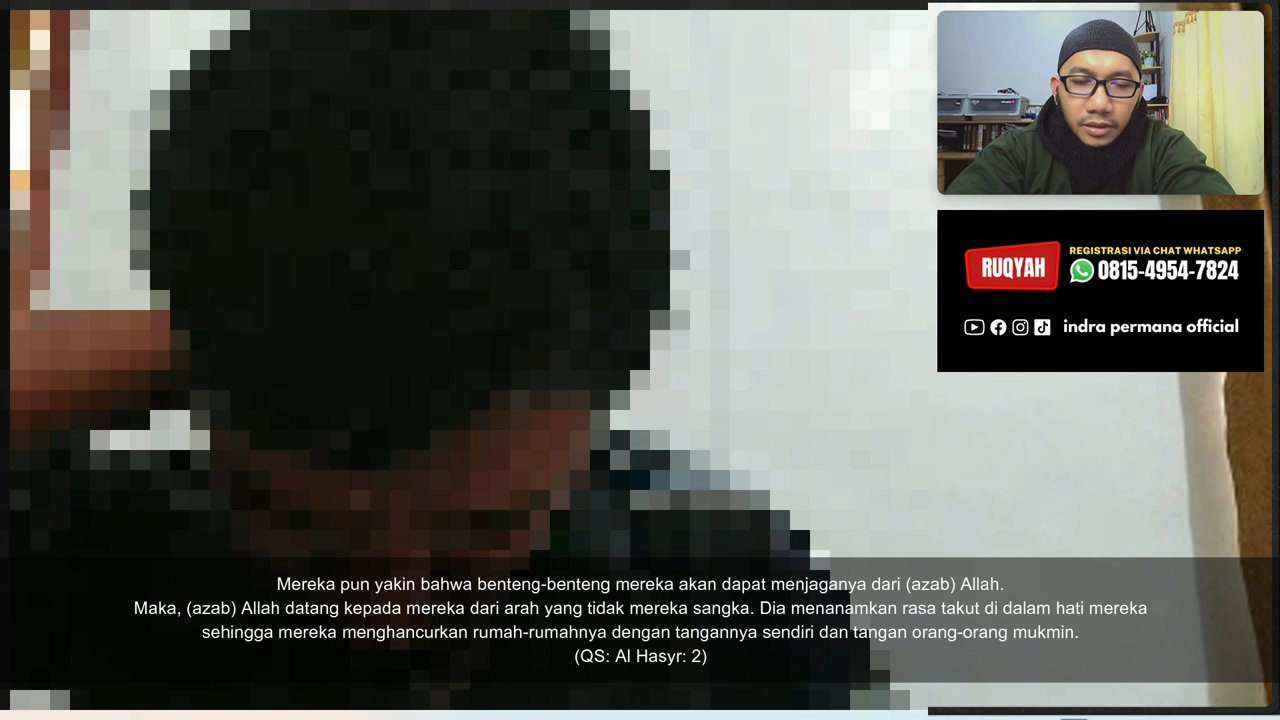 RUQYAH
REGISTRASI VIA CHAT WHATSAPP
0815-4954-7824
indra permana official
Mereka pun yakin bahwa benteng-benteng mereka akan dapat menjaganya dari (azab) Allah.
Maka, (azab) Allah datang kepada mereka dari arah yang tidak mereka sangka. Dia menanamkan rasa takut di dalam hati mereka
sehingga mereka menghancurkan rumah-rumahnya dengan tangannya sendiri dan tangan orang-orang mukmin.
(QS: Al Hasyr: 2)